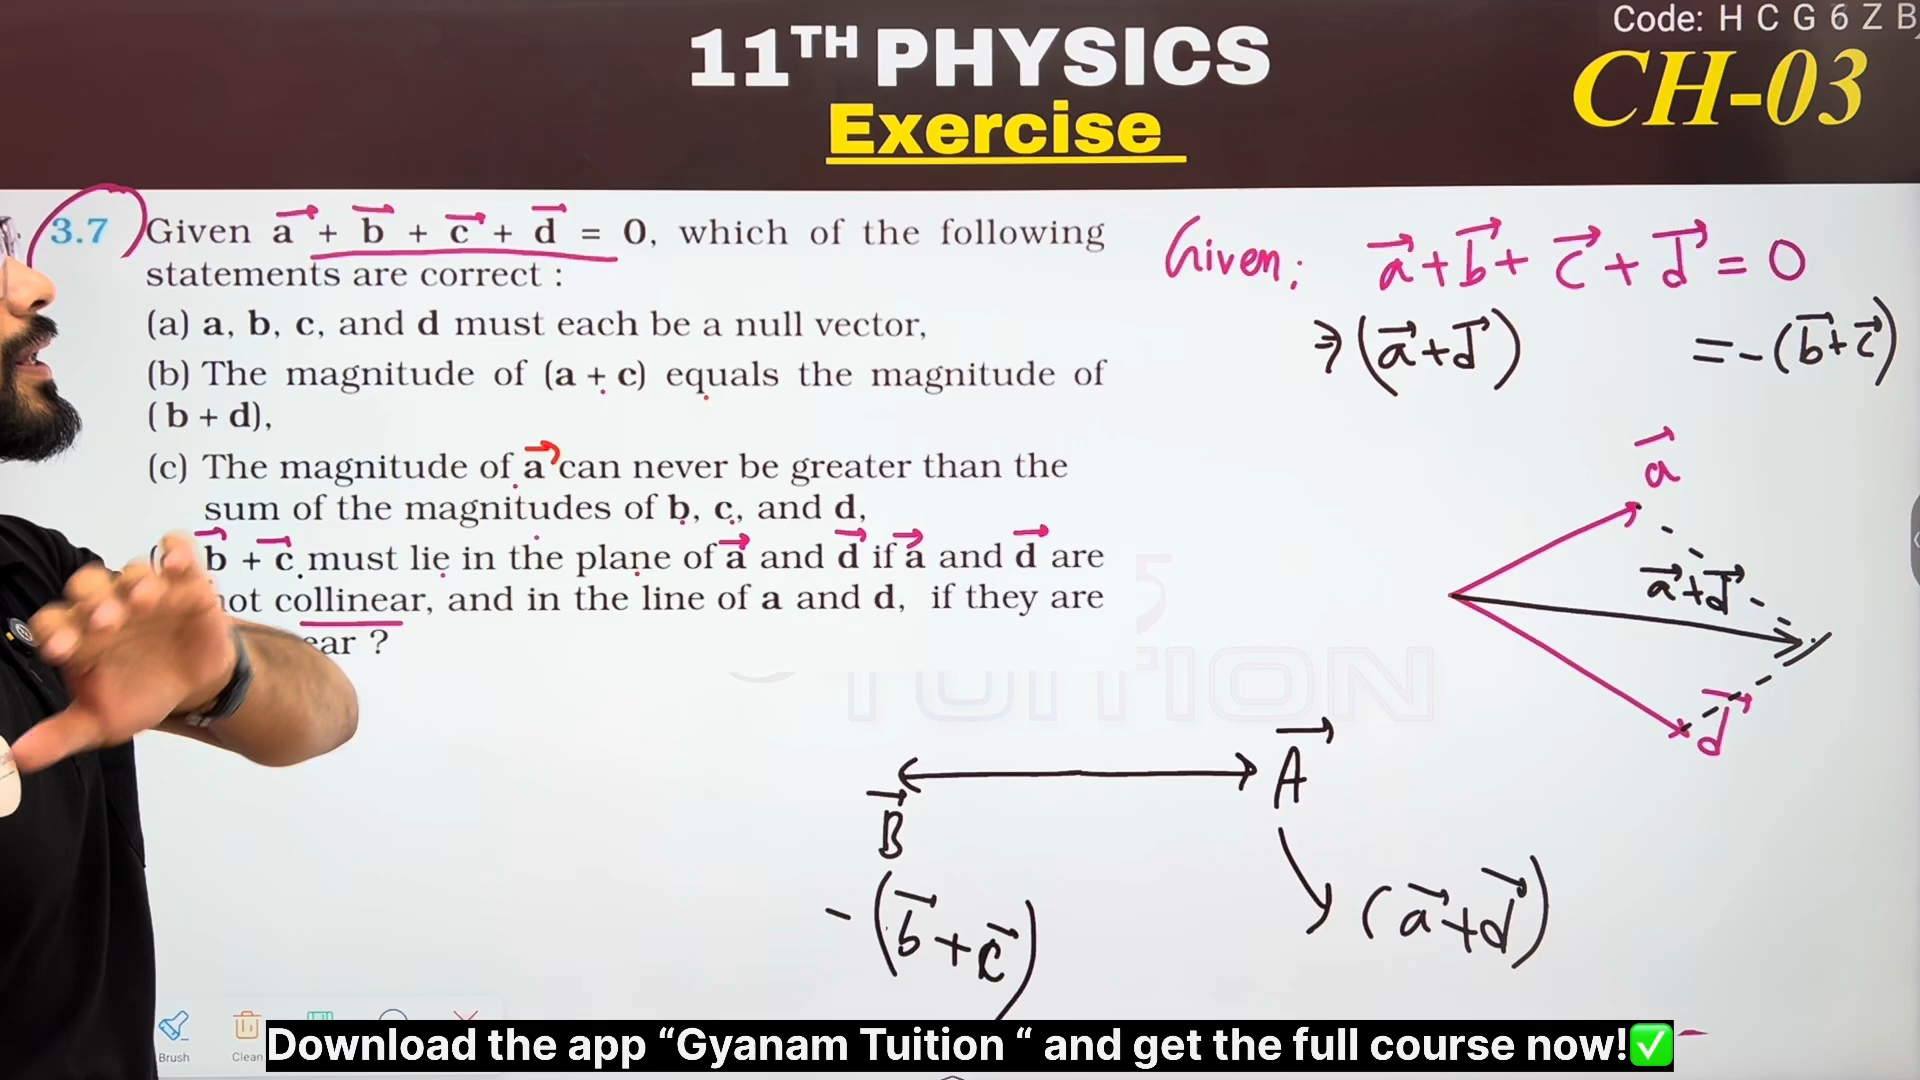 Code: H C G 6 Z B
11TH PHYSICS
CH-03
Exercise
3.7 Given a + b + c + d = 0, which of the following
statements are correct :
(a) a, b, c, and d must each be a null vector,
(b) The magnitude of (a + c) equals the magnitude of
( b + d),
(c) The magnitude of a can never be greater than the
sum of the magnitudes of b, c, and d,
b + c must lie in the plane of a and d if a and d are
not collinear, and in the line of a and d, if they are
ear ?
Given: a⃗ + b⃗ + c⃗ + d⃗ = 0
⇒ (a⃗ + d⃗) = - (b⃗ + c⃗)
a⃗
a⃗ + d⃗
d⃗
TUITION
A⃗
B⃗
- (b⃗ + c⃗)
(a⃗ + d⃗)
Brush
Clean
Download the app “Gyanam Tuition “ and get the full course now!✅